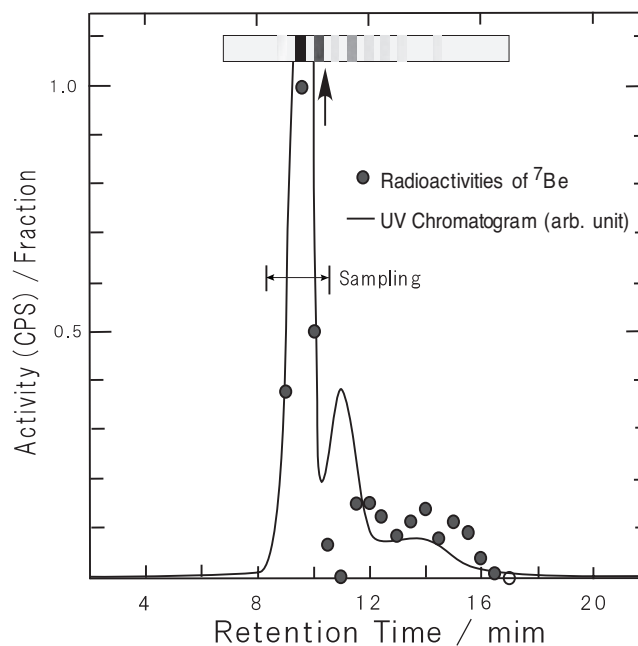 1.0
Radioactivities of ⁷Be
UV Chromatogram (arb. unit)
Sampling
0.5
Activity (CPS) / Fraction
4 8 12 16 20
Retention Time / mim